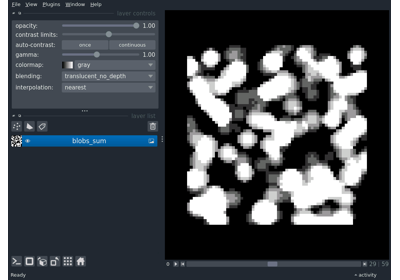 File View Plugins Window Help
layer controls
opacity: 1.00
contrast limits:
auto-contrast: once continuous
gamma: 1.00
colormap: gray
blending: translucent_no_depth
interpolation: nearest
layer list
blobs_sum
29 59
Ready activity